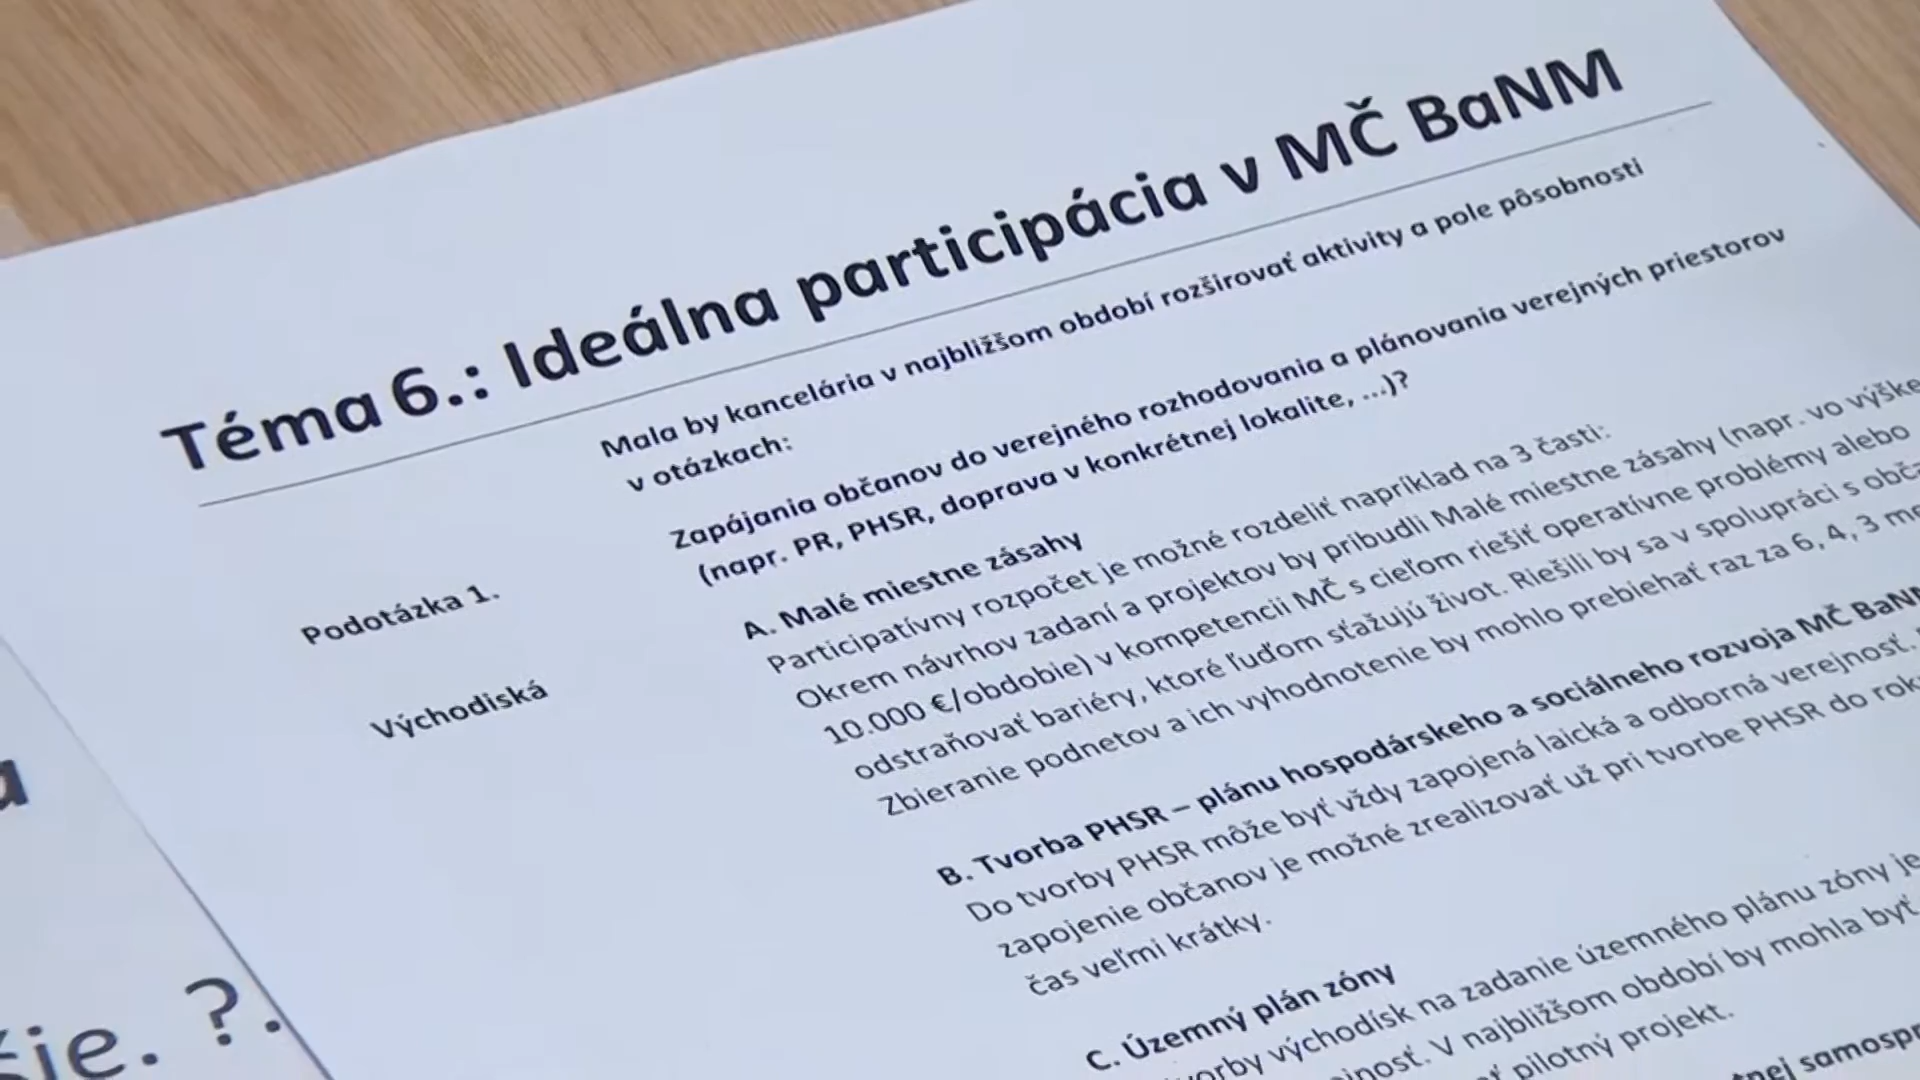 Téma 6.: Ideálna participácia v MČ BaNM
Mala by kancelária v najbližšom období rozširovať aktivity a pole pôsobnosti
v otázkach:
Podotázka 1.
Zapájania občanov do verejného rozhodovania a plánovania verejných priestorov
(napr. PR, PHSR, doprava v konkrétnej lokalite, ...)?
Východiská
A. Malé miestne zásahy
Participatívny rozpočet je možné rozdeliť napríklad na 3 časti:
Okrem návrhov zadaní a projektov by pribudli Malé miestne zásahy (napr. vo výške
10.000 €/obdobie) v kompetencii MČ s cieľom riešiť operatívne problémy alebo
odstraňovať bariéry, ktoré ľuďom sťažujú život. Riešili by sa v spolupráci s obča
Zbieranie podnetov a ich vyhodnotenie by mohlo prebiehať raz za 6, 4, 3 me
B. Tvorba PHSR – plánu hospodárskeho a sociálneho rozvoja MČ BaNM
Do tvorby PHSR môže byť vždy zapojená laická a odborná verejnosť.
zapojenie občanov je možné zrealizovať už pri tvorbe PHSR do rok
čas veľmi krátky.
C. Územný plán zóny
vorby východísk na zadanie územného plánu zóny je
jnosť. V najbližšom období by mohla byť
ť pilotný projekt.
tnej samospr
šie. ?.